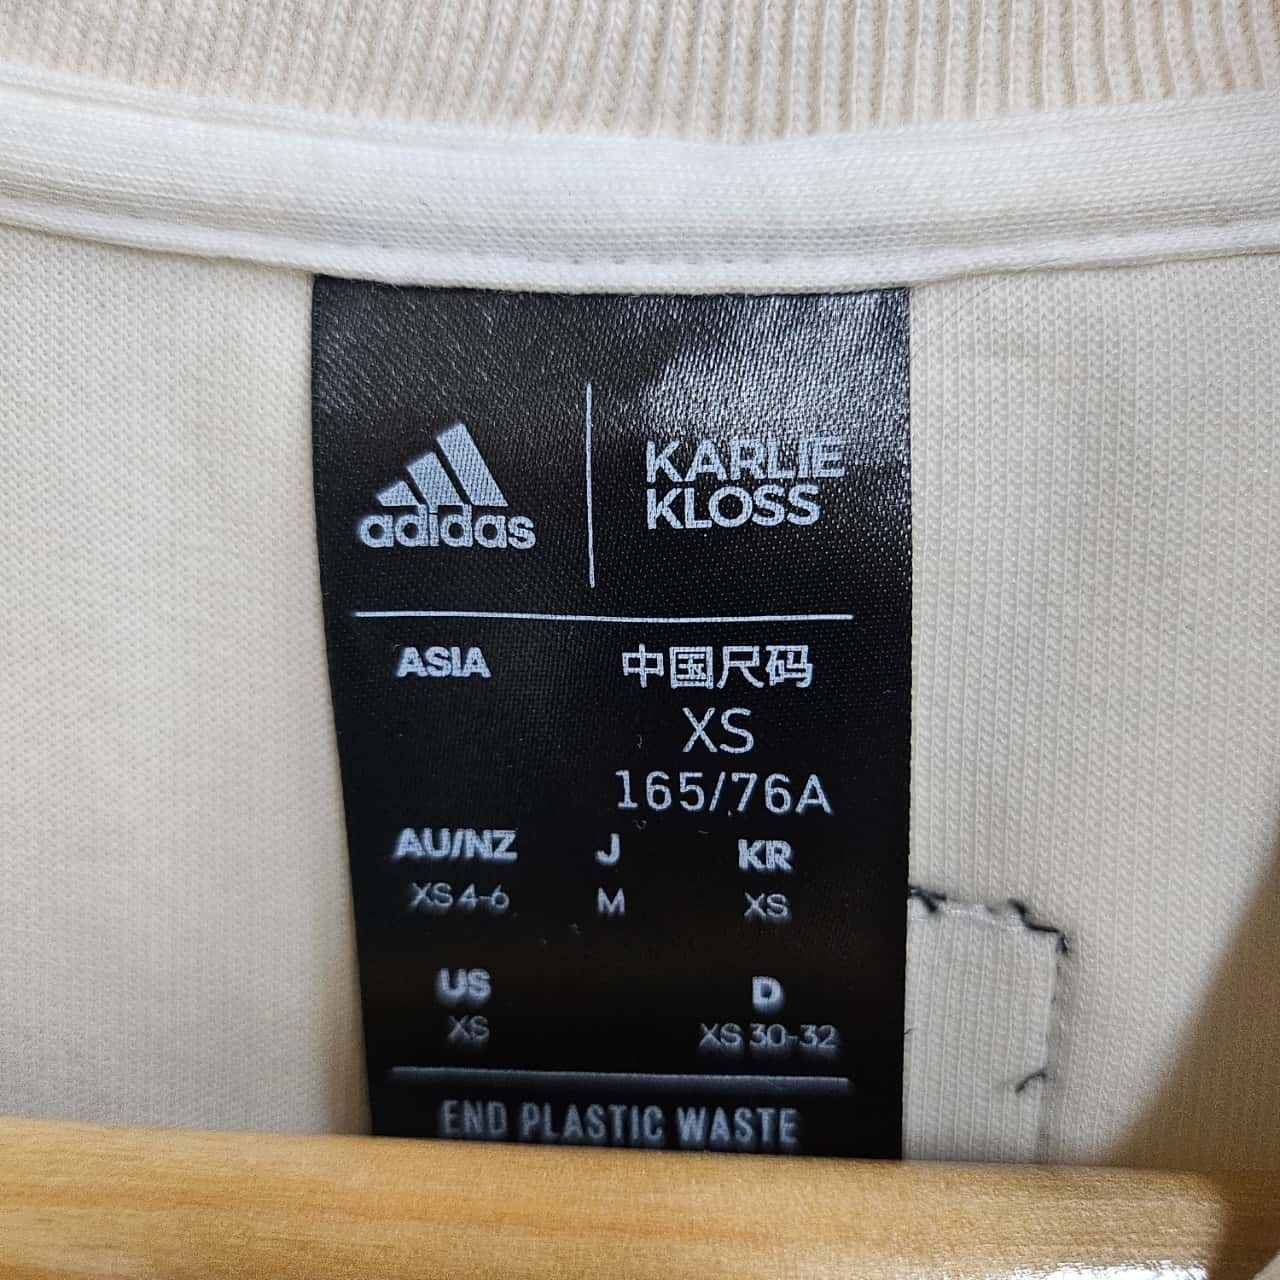 adidas
KARLIE
KLOSS
ASIA 中国尺码
XS
165/76A
AU/NZ J KR
XS 4-6 M XS
US D
XS XS 30-32
END PLASTIC WASTE